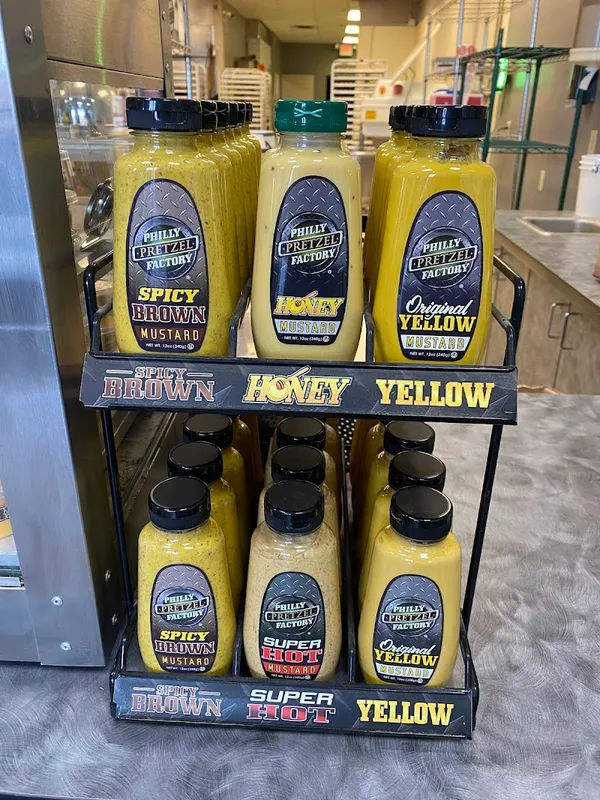 PHILLY
PRETZEL
FACTORY
SPICY
BROWN
MUSTARD
NET WT. 12oz (340g)
PHILLY
PRETZEL
FACTORY
HONEY
MUSTARD
NET WT. 12oz (340g)
PHILLY
PRETZEL
FACTORY
Original
YELLOW
MUSTARD
NET WT. 12oz (340g)
SPICY
BROWN
HONEY
YELLOW
PHILLY
PRETZEL
FACTORY
SPICY
BROWN
MUSTARD
PHILLY
PRETZEL
FACTORY
SUPER
HOT
MUSTARD
PHILLY
PRETZEL
FACTORY
Original
YELLOW
MUSTARD
SPICY
BROWN
SUPER
HOT
YELLOW